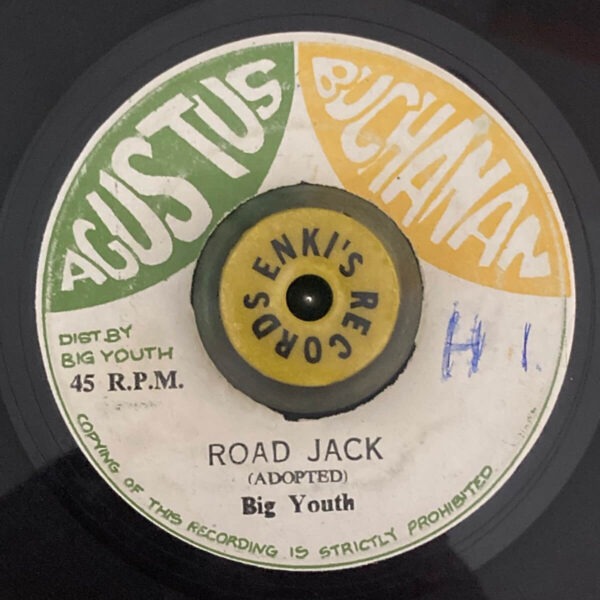 AGUSTUS BUCHANAN
ENKI'S RECORDS
DIST BY
BIG YOUTH
45 R.P.M.
H 1.
ROAD JACK
(ADOPTED)
Big Youth
COPYING OF THIS RECORDING IS STRICTLY PROHIBITED